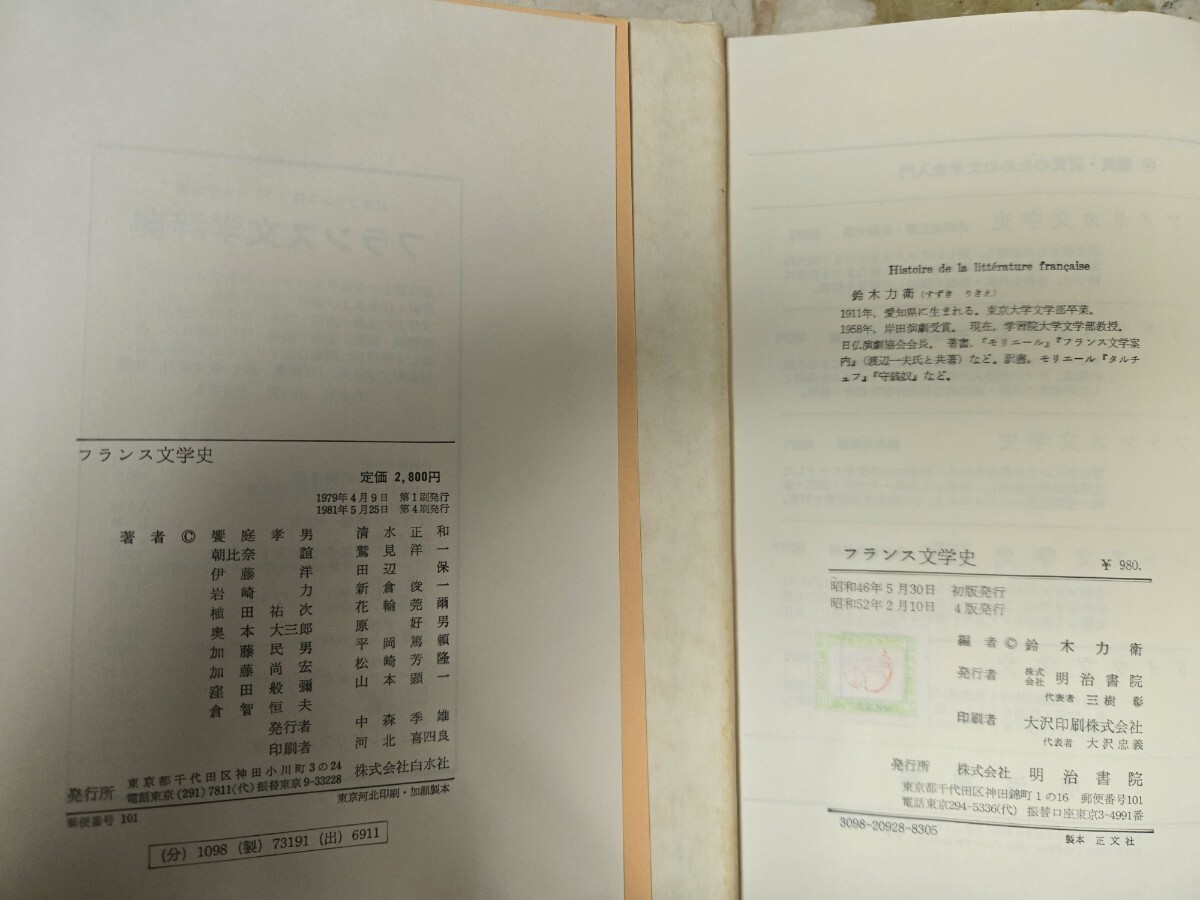 フランス文学史
定価 2,800円
1979年4月9日 第1刷発行
1981年5月25日 第4刷発行
著者 © 饗庭孝男 清水正和
朝比奈誼 鷲見洋一
伊藤洋 田辺保
岩崎力 新倉俊一
植田祐次 花輪莞爾
奥本大三郎 原好男
加藤民男 平岡篤頼
加藤尚宏 松崎芳隆
窪田般彌 山本顕一
倉智恒夫
発行者 中森季雄
印刷者 河北喜四良
発行所 東京都千代田区神田小川町3の24 株式会社白水社
電話東京(291)7811(代)振替東京9-33228
郵便番号 101
東京河北印刷・加瀬製本
(分) 1098 (製) 73191 (出) 6911
Histoire de la littérature française
鈴木力衛(すずき りきえ)
1911年、愛知県に生まれる。東京大学文学部卒業。
1958年、岸田演劇受賞。現在、学習院大学文学部教授。
日仏演劇協会会長。著書、『モリエール』『フランス文学案
内』(渡辺一夫氏と共著)など。訳書、モリエール『タルチ
ュフ』『守銭奴』など。
フランス文学史 ¥ 980.
昭和46年5月30日 初版発行
昭和52年2月10日 4版発行
編者 © 鈴木力衛
発行者 株式会社 明治書院
代表者 三樹彰
印刷者 大沢印刷株式会社
代表者 大沢忠義
発行所 株式会社 明治書院
東京都千代田区神田錦町1の16 郵便番号101
電話東京294-5336(代) 振替口座東京3-4991番
3098-20928-8305
製本 正文社